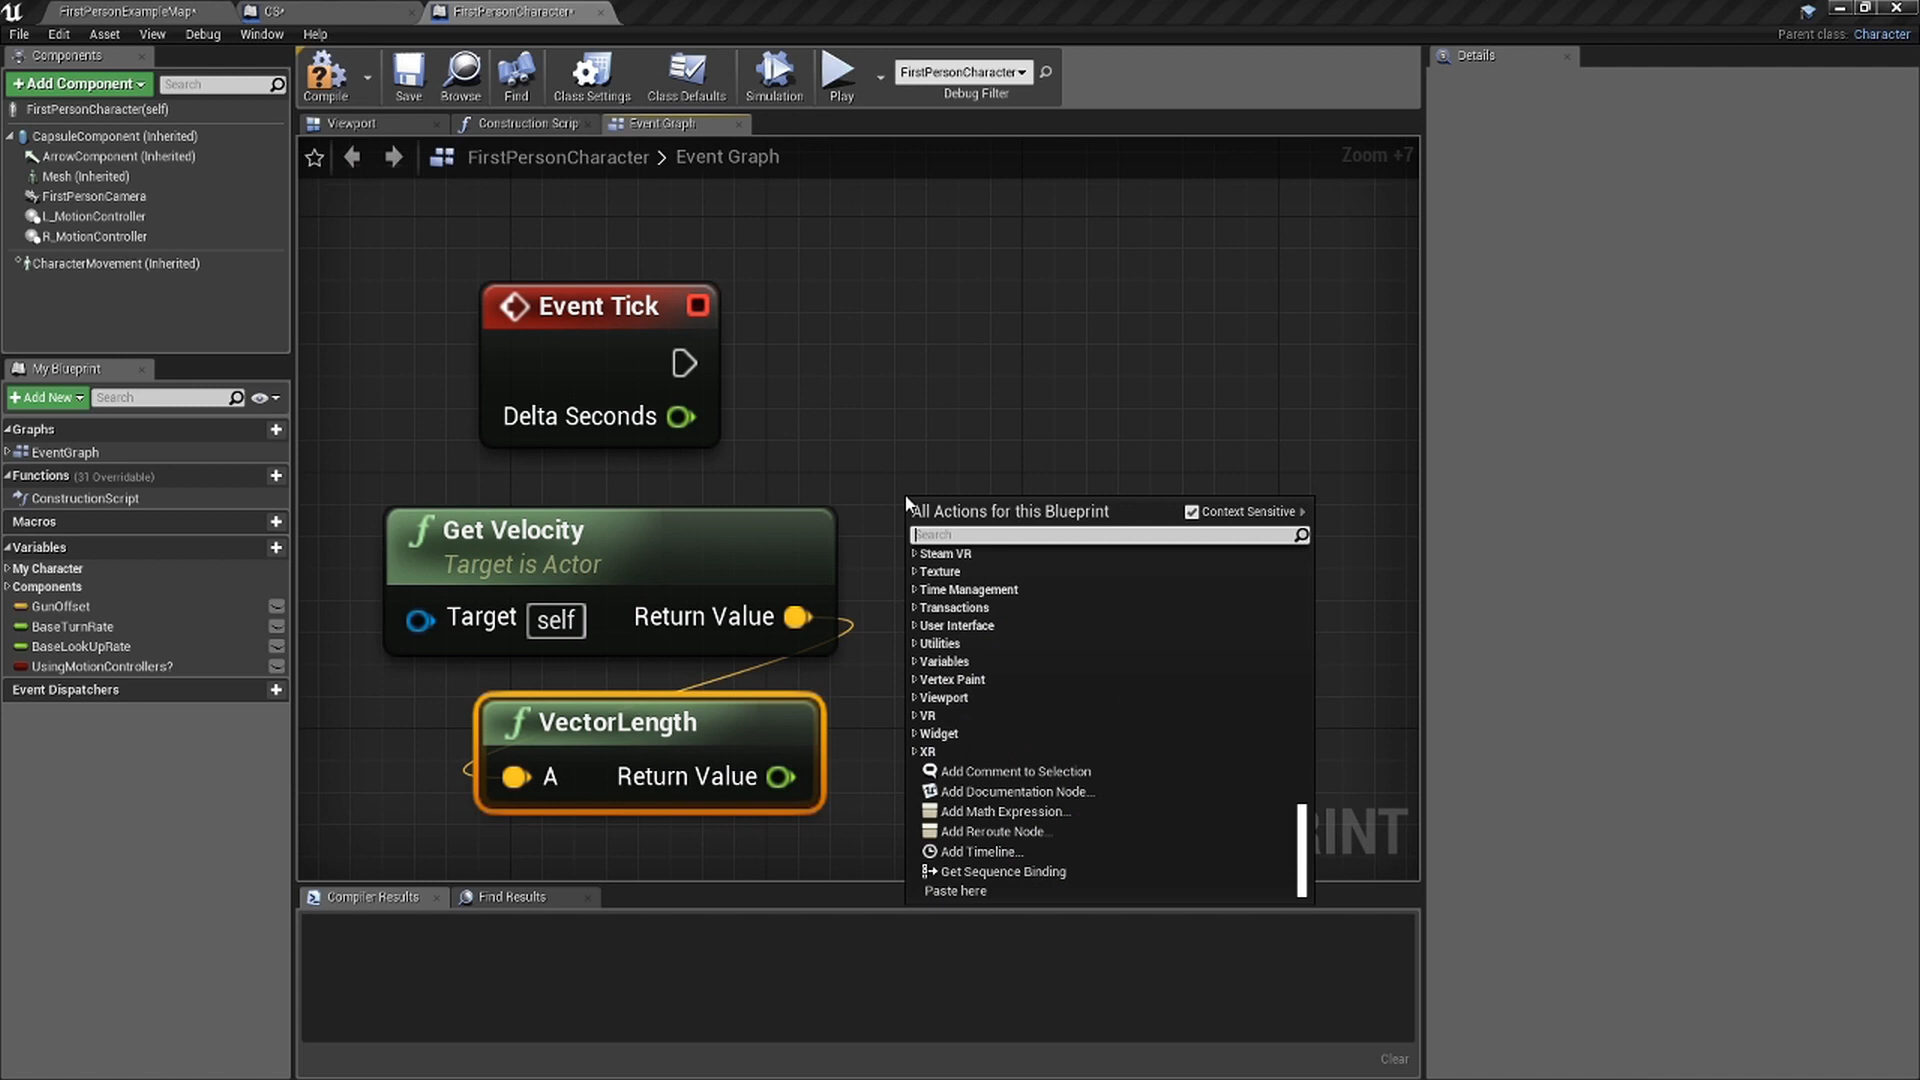 FirstPersonExampleMap*
CS*
FirstPersonCharacter*
File Edit Asset View Debug Window Help
Parent class: Character
Components
+Add Component
Search
FirstPersonCharacter(self)
CapsuleComponent (Inherited)
ArrowComponent (Inherited)
Mesh (Inherited)
FirstPersonCamera
L_MotionController
R_MotionController
CharacterMovement (Inherited)
My Blueprint
+Add New
Search
Graphs
EventGraph
Functions (31 Overridable)
ConstructionScript
Macros
Variables
My Character
Components
GunOffset
BaseTurnRate
BaseLookUpRate
UsingMotionControllers?
Event Dispatchers
Compile
Save
Browse
Find
Class Settings
Class Defaults
Simulation
Play
FirstPersonCharacter
Debug Filter
Viewport
Construction Scrip
Event Graph
FirstPersonCharacter > Event Graph
Zoom +7
Event Tick
Delta Seconds
Get Velocity
Target is Actor
Target self Return Value
VectorLength
A Return Value
All Actions for this Blueprint
Context Sensitive
Search
Steam VR
Texture
Time Management
Transactions
User Interface
Utilities
Variables
Vertex Paint
Viewport
VR
Widget
XR
Add Comment to Selection
Add Documentation Node...
Add Math Expression...
Add Reroute Node...
Add Timeline...
Get Sequence Binding
Paste here
RINT
Compiler Results
Find Results
Clear
Details